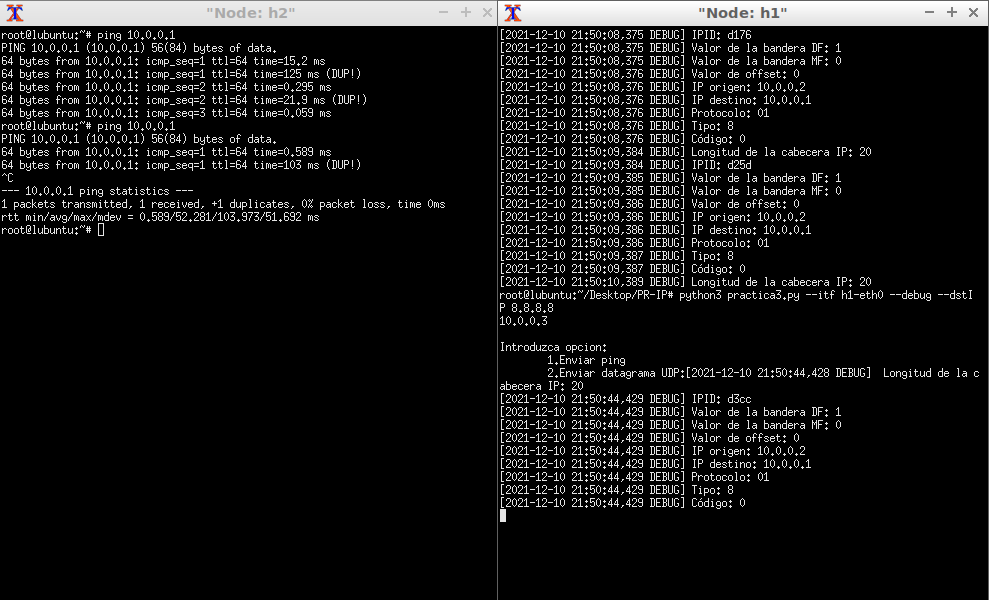 "Node: h2"
root@lubuntu:~# ping 10.0.0.1
PING 10.0.0.1 (10.0.0.1) 56(84) bytes of data.
64 bytes from 10.0.0.1: icmp_seq=1 ttl=64 time=15.2 ms
64 bytes from 10.0.0.1: icmp_seq=1 ttl=64 time=125 ms (DUP!)
64 bytes from 10.0.0.1: icmp_seq=2 ttl=64 time=0.295 ms
64 bytes from 10.0.0.1: icmp_seq=2 ttl=64 time=21.9 ms (DUP!)
64 bytes from 10.0.0.1: icmp_seq=3 ttl=64 time=0.059 ms
root@lubuntu:~# ping 10.0.0.1
PING 10.0.0.1 (10.0.0.1) 56(84) bytes of data.
64 bytes from 10.0.0.1: icmp_seq=1 ttl=64 time=0.589 ms
64 bytes from 10.0.0.1: icmp_seq=1 ttl=64 time=103 ms (DUP!)
^C
--- 10.0.0.1 ping statistics ---
1 packets transmitted, 1 received, +1 duplicates, 0% packet loss, time 0ms
rtt min/avg/max/mdev = 0.589/52.281/103.973/51.692 ms
root@lubuntu:~#
"Node: h1"
[2021-12-10 21:50:08,375 DEBUG] IPID: d176
[2021-12-10 21:50:08,375 DEBUG] Valor de la bandera DF: 1
[2021-12-10 21:50:08,375 DEBUG] Valor de la bandera MF: 0
[2021-12-10 21:50:08,376 DEBUG] Valor de offset: 0
[2021-12-10 21:50:08,376 DEBUG] IP origen: 10.0.0.2
[2021-12-10 21:50:08,376 DEBUG] IP destino: 10.0.0.1
[2021-12-10 21:50:08,376 DEBUG] Protocolo: 01
[2021-12-10 21:50:08,376 DEBUG] Tipo: 8
[2021-12-10 21:50:08,376 DEBUG] Código: 0
[2021-12-10 21:50:09,384 DEBUG] Longitud de la cabecera IP: 20
[2021-12-10 21:50:09,384 DEBUG] IPID: d25d
[2021-12-10 21:50:09,385 DEBUG] Valor de la bandera DF: 1
[2021-12-10 21:50:09,385 DEBUG] Valor de la bandera MF: 0
[2021-12-10 21:50:09,386 DEBUG] Valor de offset: 0
[2021-12-10 21:50:09,386 DEBUG] IP origen: 10.0.0.2
[2021-12-10 21:50:09,386 DEBUG] IP destino: 10.0.0.1
[2021-12-10 21:50:09,386 DEBUG] Protocolo: 01
[2021-12-10 21:50:09,387 DEBUG] Tipo: 8
[2021-12-10 21:50:09,387 DEBUG] Código: 0
[2021-12-10 21:50:10,389 DEBUG] Longitud de la cabecera IP: 20
root@lubuntu:~/Desktop/PR-IP# python3 practica3.py --itf h1-eth0 --debug --dstI
P 8.8.8.8
10.0.0.3
Introduzca opcion:
1.Enviar ping
2.Enviar datagrama UDP:[2021-12-10 21:50:44,428 DEBUG] Longitud de la c
abecera IP: 20
[2021-12-10 21:50:44,429 DEBUG] IPID: d3cc
[2021-12-10 21:50:44,429 DEBUG] Valor de la bandera DF: 1
[2021-12-10 21:50:44,429 DEBUG] Valor de la bandera MF: 0
[2021-12-10 21:50:44,429 DEBUG] Valor de offset: 0
[2021-12-10 21:50:44,429 DEBUG] IP origen: 10.0.0.2
[2021-12-10 21:50:44,429 DEBUG] IP destino: 10.0.0.1
[2021-12-10 21:50:44,429 DEBUG] Protocolo: 01
[2021-12-10 21:50:44,429 DEBUG] Tipo: 8
[2021-12-10 21:50:44,429 DEBUG] Código: 0